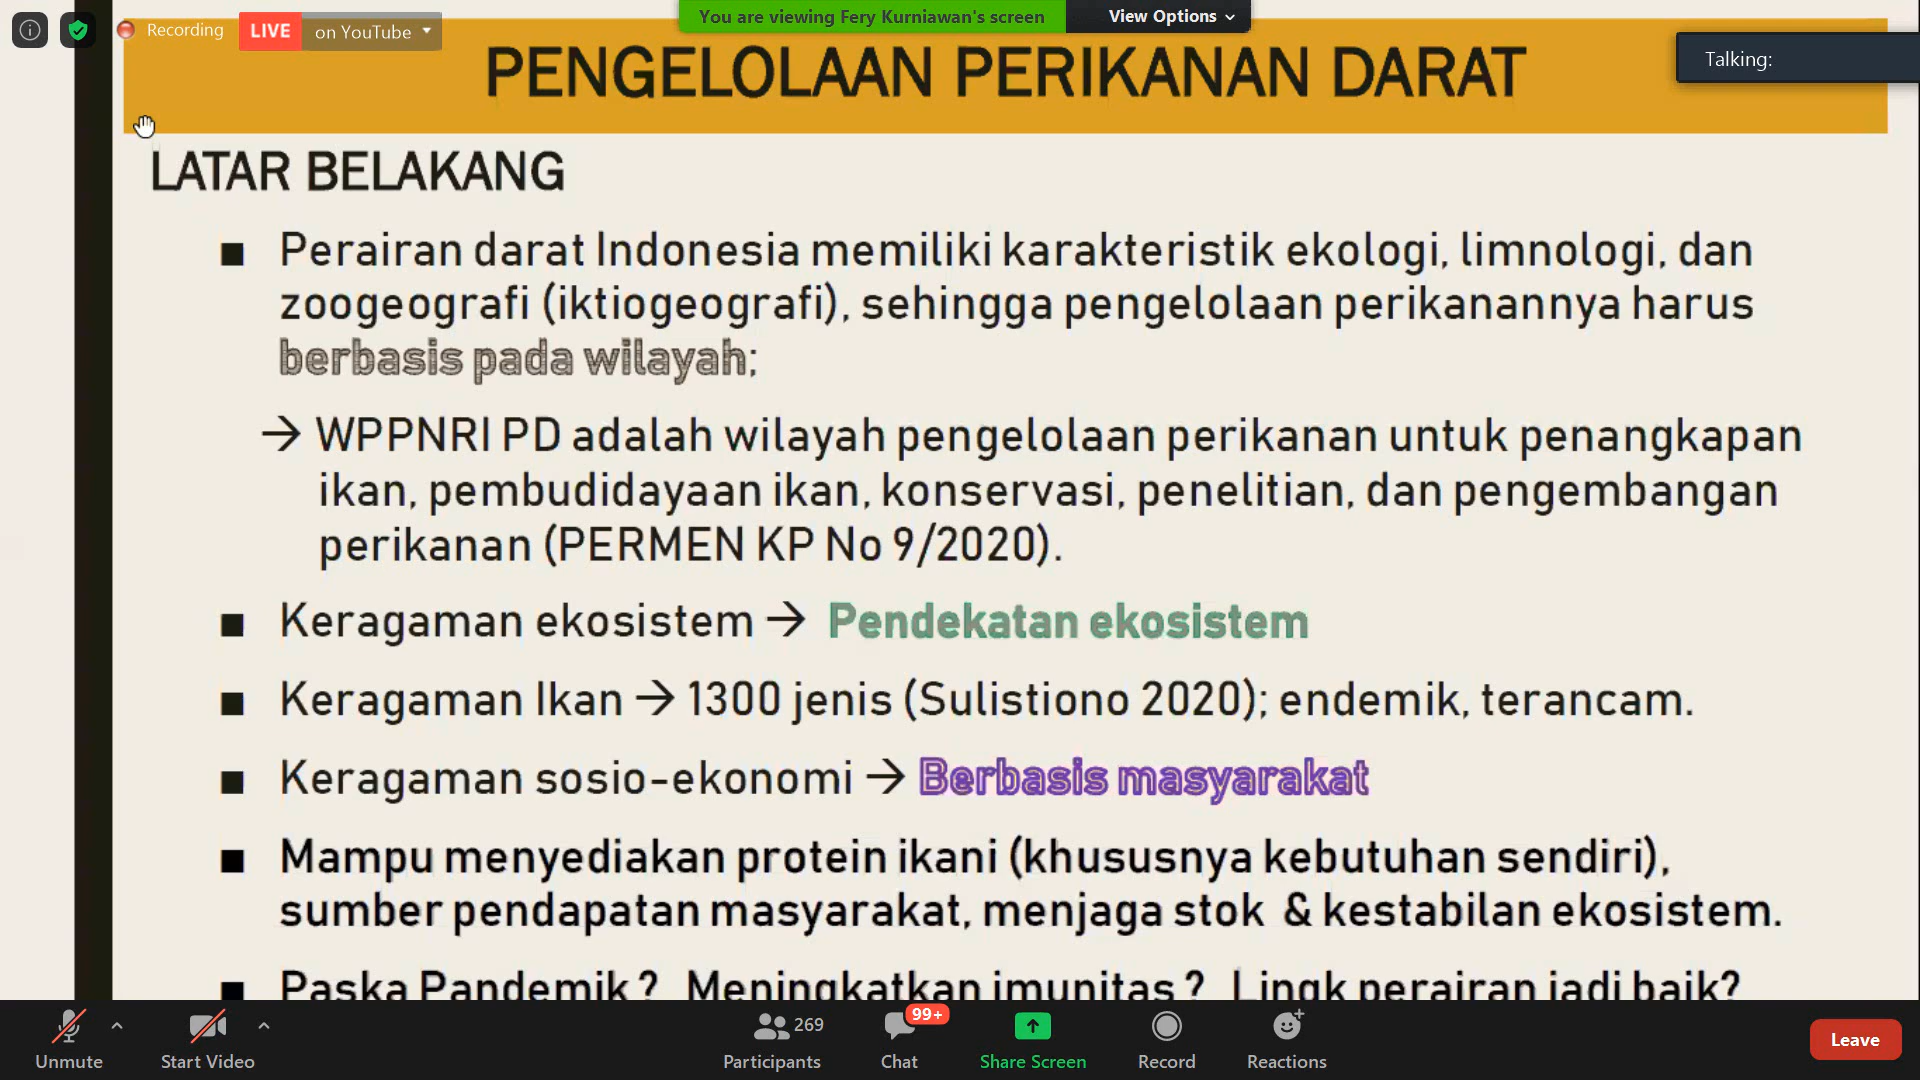 Recording
LIVE on YouTube
You are viewing Fery Kurniawan's screen
View Options
Talking:
PENGELOLAAN PERIKANAN DARAT
LATAR BELAKANG
■ Perairan darat Indonesia memiliki karakteristik ekologi, limnologi, dan
zoogeografi (iktiogeografi), sehingga pengelolaan perikanannya harus
berbasis pada wilayah;
→ WPPNRI PD adalah wilayah pengelolaan perikanan untuk penangkapan
ikan, pembudidayaan ikan, konservasi, penelitian, dan pengembangan
perikanan (PERMEN KP No 9/2020).
■ Keragaman ekosistem → Pendekatan ekosistem
■ Keragaman Ikan → 1300 jenis (Sulistiono 2020); endemik, terancam.
■ Keragaman sosio-ekonomi → Berbasis masyarakat
■ Mampu menyediakan protein ikani (khususnya kebutuhan sendiri),
sumber pendapatan masyarakat, menjaga stok & kestabilan ekosistem.
■ Paska Pandemik? Meningkatkan imunitas? Lingk perairan jadi baik?
269
99+
Unmute
Start Video
Participants
Chat
Share Screen
Record
Reactions
Leave